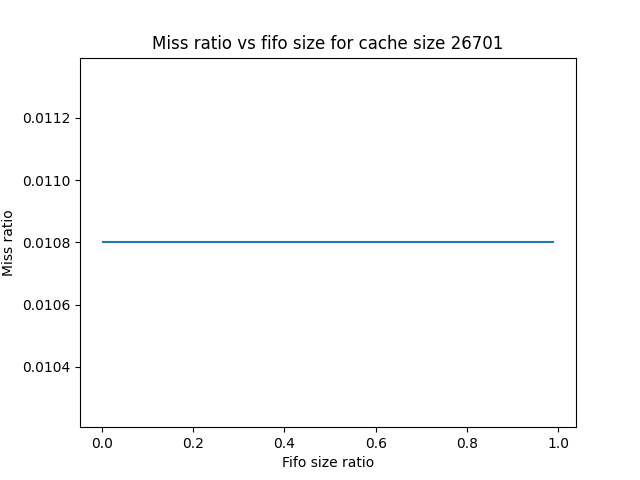 Miss ratio vs fifo size for cache size 26701
0.0112
0.0110
0.0108
0.0106
0.0104
Miss ratio
0.0 0.2 0.4 0.6 0.8 1.0
Fifo size ratio